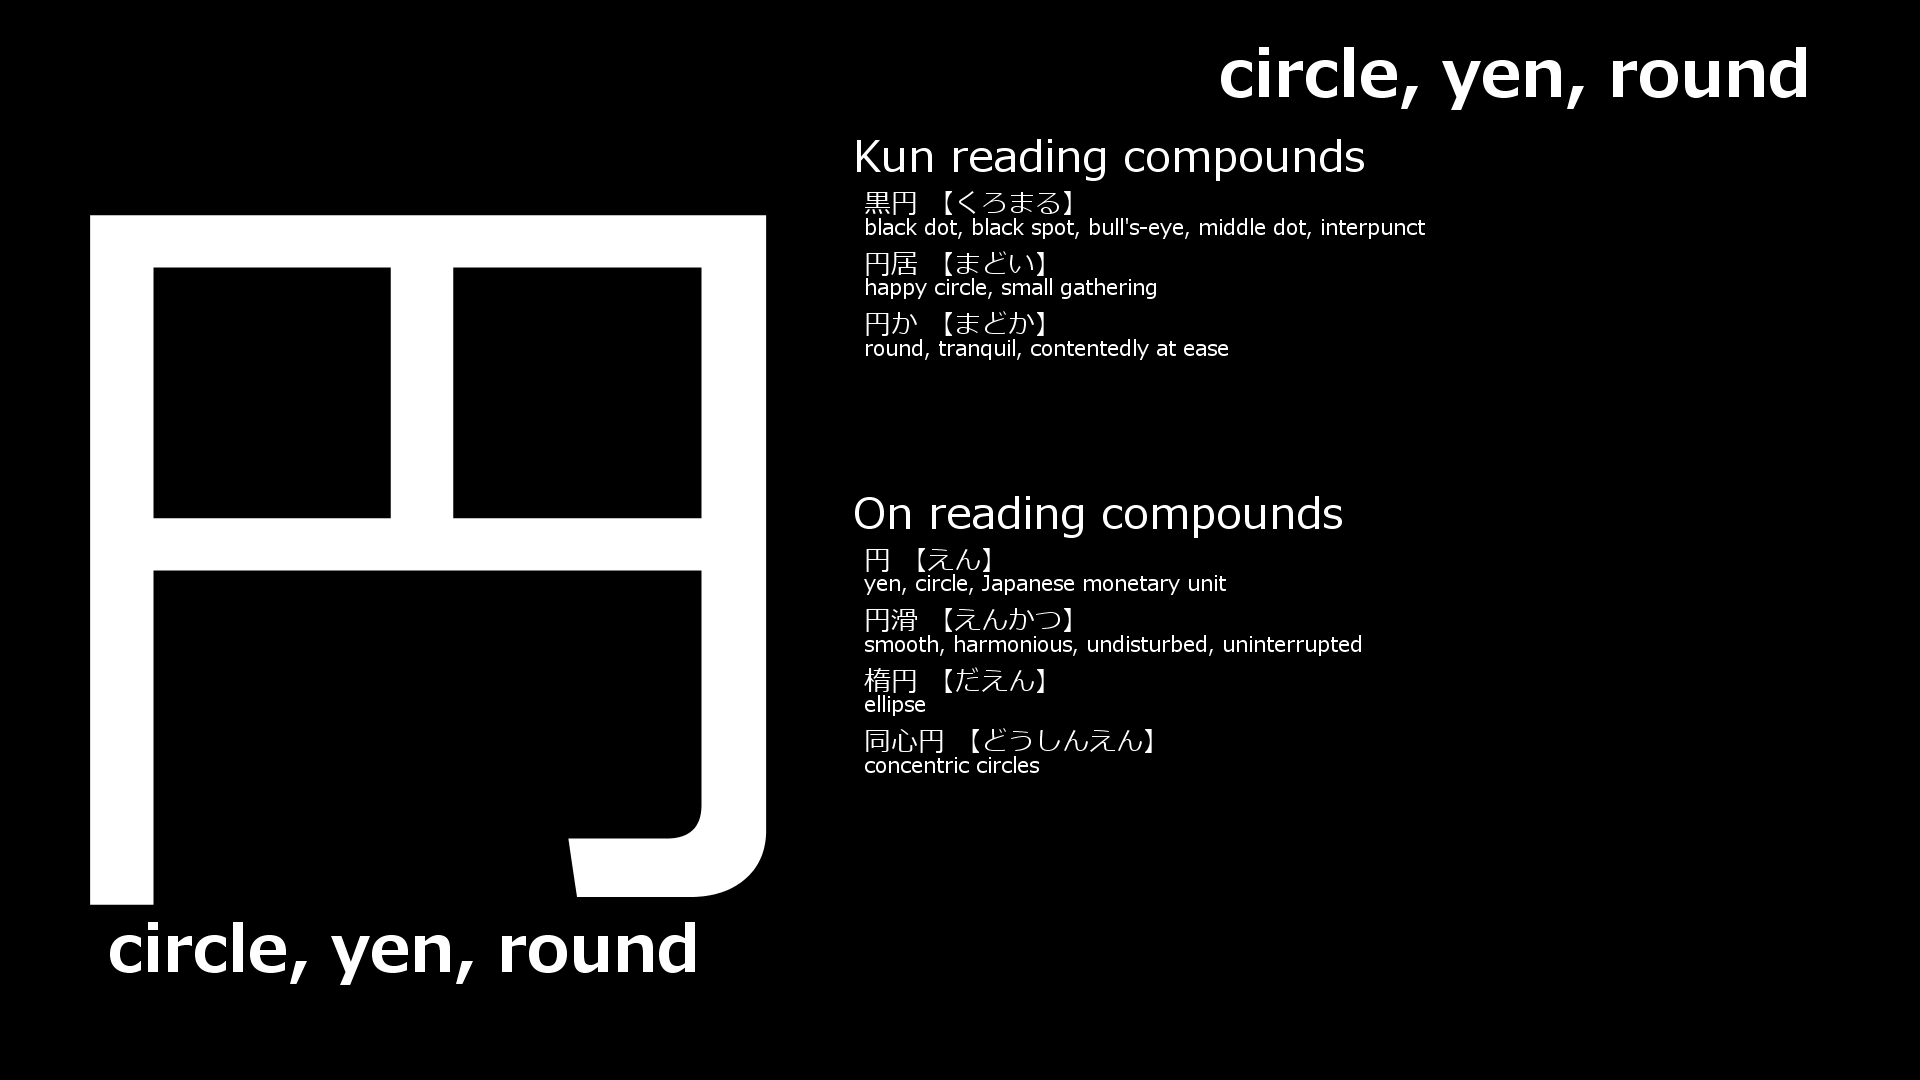 円
circle, yen, round
circle, yen, round
Kun reading compounds
黒円 【くろまる】
black dot, black spot, bull's-eye, middle dot, interpunct
円居 【まどい】
happy circle, small gathering
円か 【まどか】
round, tranquil, contentedly at ease
On reading compounds
円 【えん】
yen, circle, Japanese monetary unit
円滑 【えんかつ】
smooth, harmonious, undisturbed, uninterrupted
楕円 【だえん】
ellipse
同心円 【どうしんえん】
concentric circles